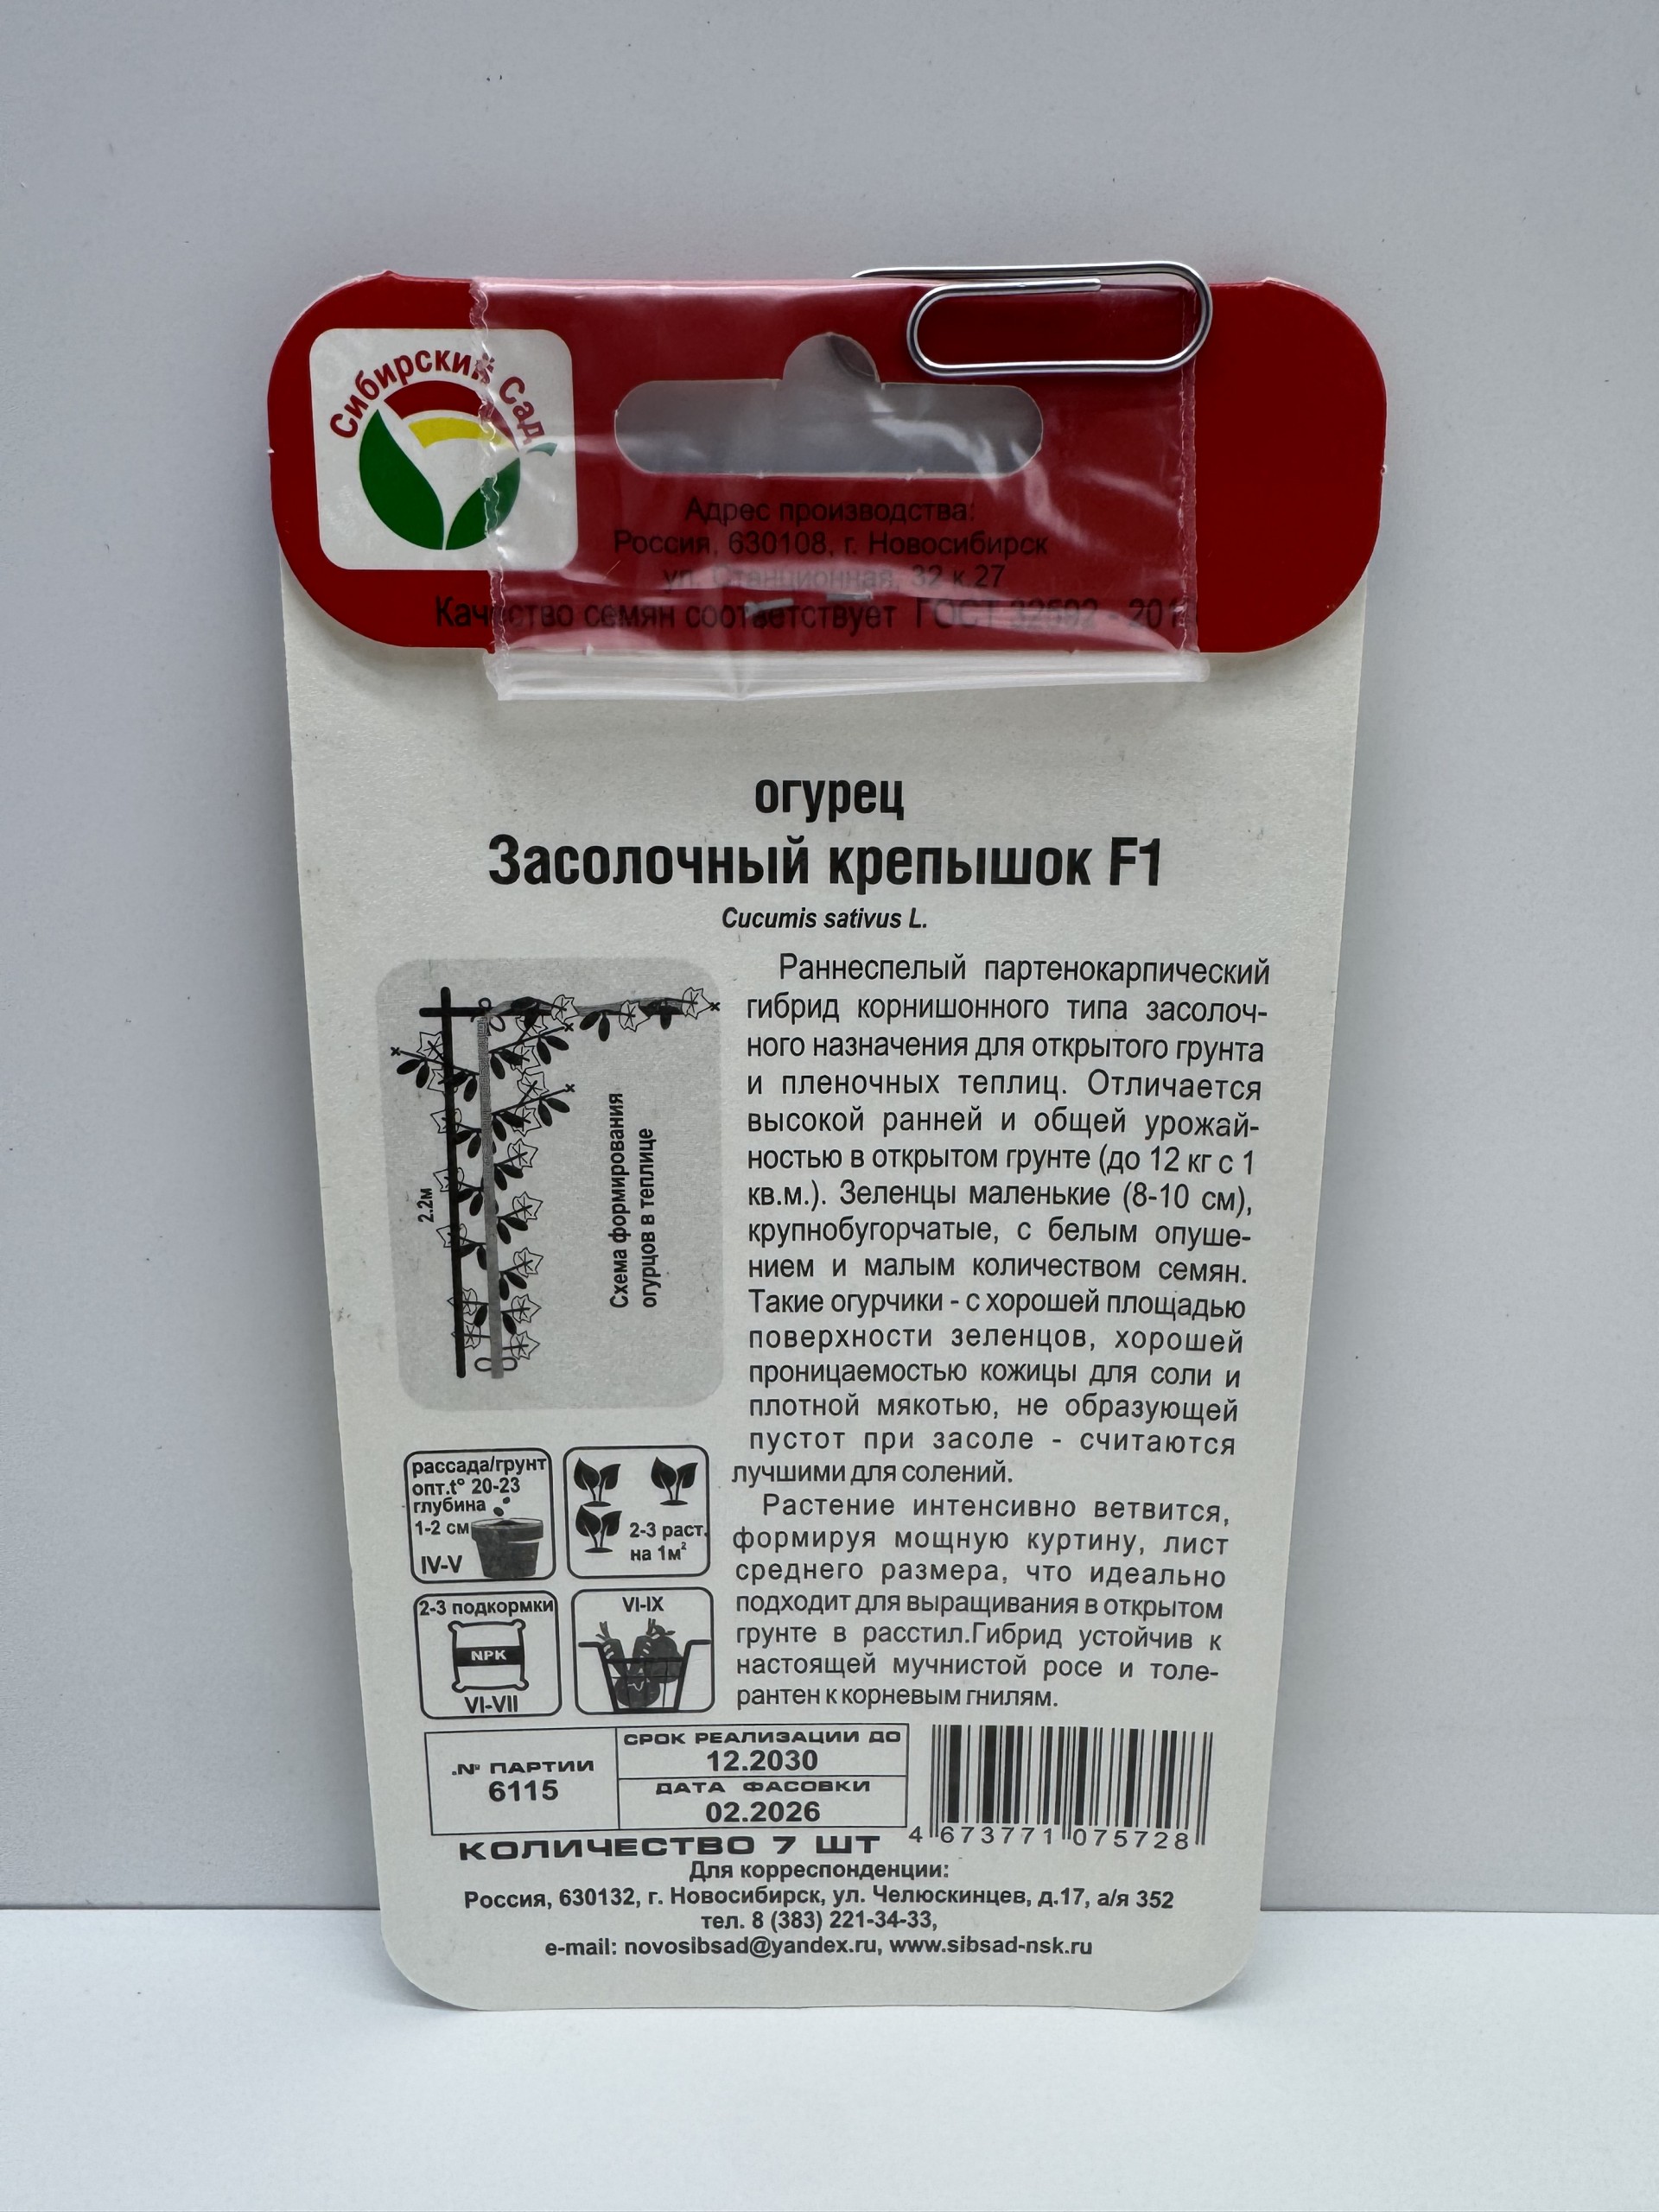 Сибирский Сад
Адрес производства:
Россия, 630108, г. Новосибирск
ул. Станционная, 32 к.27
Качество семян соответствует ГОСТ 32592 -
огурец
Засолочный крепышок F1
Cucumis sativus L.
2.2м
Схема формирования
огурцов в теплице
Раннеспелый партенокарпический
гибрид корнишонного типа засолоч-
ного назначения для открытого грунта
и пленочных теплиц. Отличается
высокой ранней и общей урожай-
ностью в открытом грунте (до 12 кг с 1
кв.м.). Зеленцы маленькие (8-10 см),
крупнобугорчатые, с белым опуше-
нием и малым количеством семян.
Такие огурчики - с хорошей площадью
поверхности зеленцов, хорошей
проницаемостью кожицы для соли и
плотной мякотью, не образующей
пустот при засоле - считаются
лучшими для солений.
Растение интенсивно ветвится,
формируя мощную куртину, лист
среднего размера, что идеально
подходит для выращивания в открытом
грунте в расстил.Гибрид устойчив к
настоящей мучнистой росе и толе-
рантен к корневым гнилям.
рассада/грунт
опт.t° 20-23
глубина
1-2 см
IV-V
2-3 раст.
на 1м²
2-3 подкормки
NPK
VI-VII
VI-IX
№ ПАРТИИ
6115
СРОК РЕАЛИЗАЦИИ ДО
12.2030
ДАТА ФАСОВКИ
02.2026
КОЛИЧЕСТВО 7 ШТ
4 673771 075728
Для корреспонденции:
Россия, 630132, г. Новосибирск, ул. Челюскинцев, д.17, а/я 352
тел. 8 (383) 221-34-33,
e-mail: novosibsad@yandex.ru, www.sibsad-nsk.ru